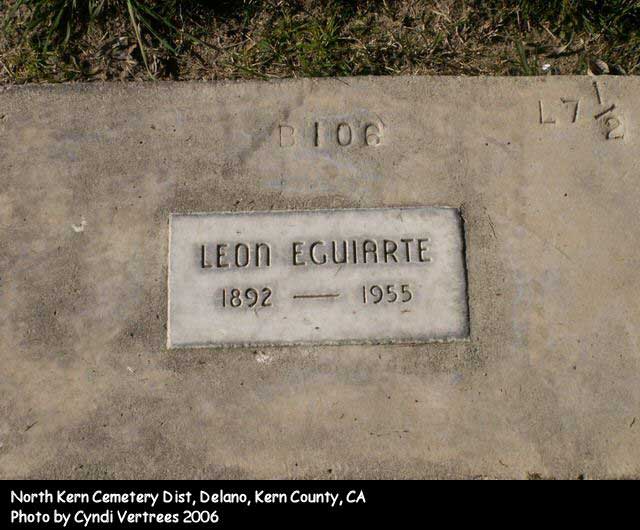 B 106
L 7 1/2
LEON EGUIARTE
1892 — 1955
North Kern Cemetery Dist, Delano, Kern County, CA
Photo by Cyndi Vertrees 2006